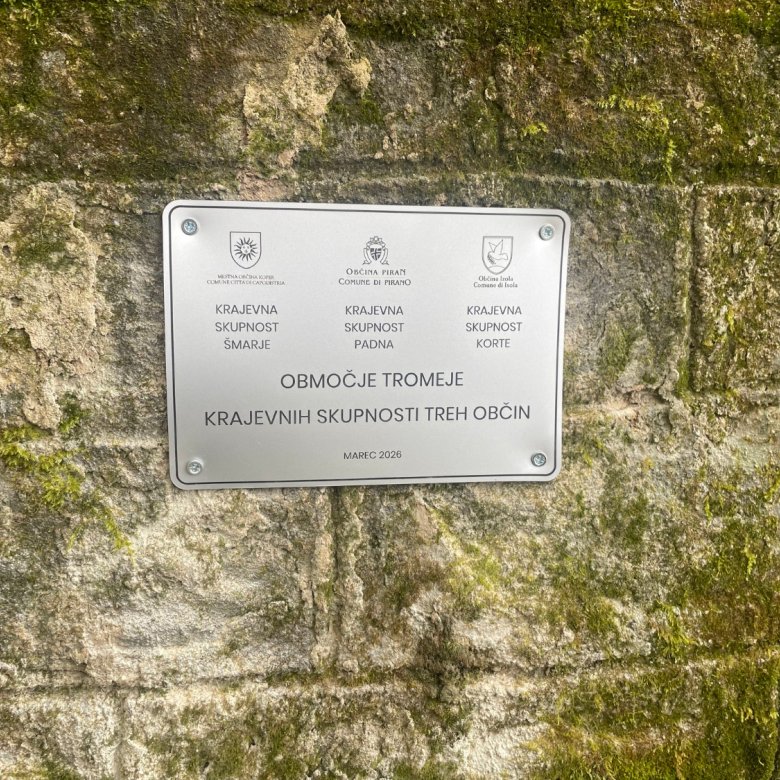 MESTNA OBČINA KOPER
COMUNE CITTÀ DI CAPODISTRIA
OBČINA PIRAN
COMUNE DI PIRANO
Občina Izola
Comune di Isola
KRAJEVNA
SKUPNOST
ŠMARJE
KRAJEVNA
SKUPNOST
PADNA
KRAJEVNA
SKUPNOST
KORTE
OBMOČJE TROMEJE
KRAJEVNIH SKUPNOSTI TREH OBČIN
MAREC 2026